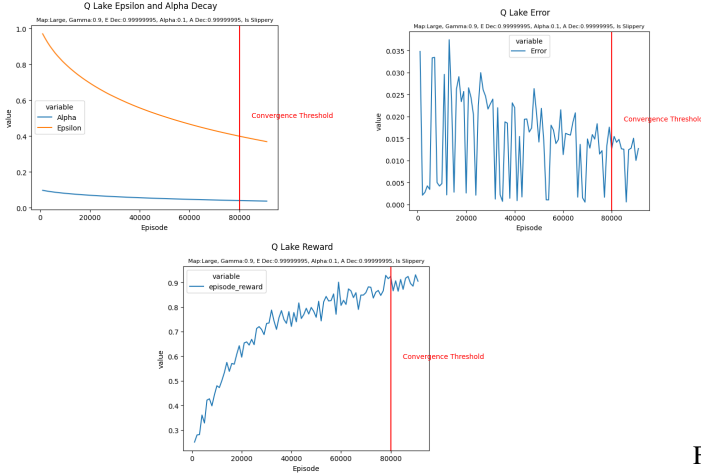 Q Lake Epsilon and Alpha Decay
Map:Large, Gamma:0.9, E Dec:0.99999995, Alpha:0.1, A Dec:0.99999995, Is Slippery
1.0
0.8
0.6
0.4
0.2
0.0
value
variable
Alpha
Epsilon
Convergence Threshold
0
20000
40000
60000
80000
Episode
Q Lake Error
Map:Large, Gamma:0.9, E Dec:0.99999995, Alpha:0.1, A Dec:0.99999995, Is Slippery
0.035
0.030
0.025
0.020
0.015
0.010
0.005
0.000
value
variable
Error
Convergence Threshold
0
20000
40000
60000
80000
Episode
Q Lake Reward
Map:Large, Gamma:0.9, E Dec:0.99999995, Alpha:0.1, A Dec:0.99999995, Is Slippery
0.9
0.8
0.7
0.6
0.5
0.4
0.3
value
variable
episode_reward
Convergence Threshold
0
20000
40000
60000
80000
Episode